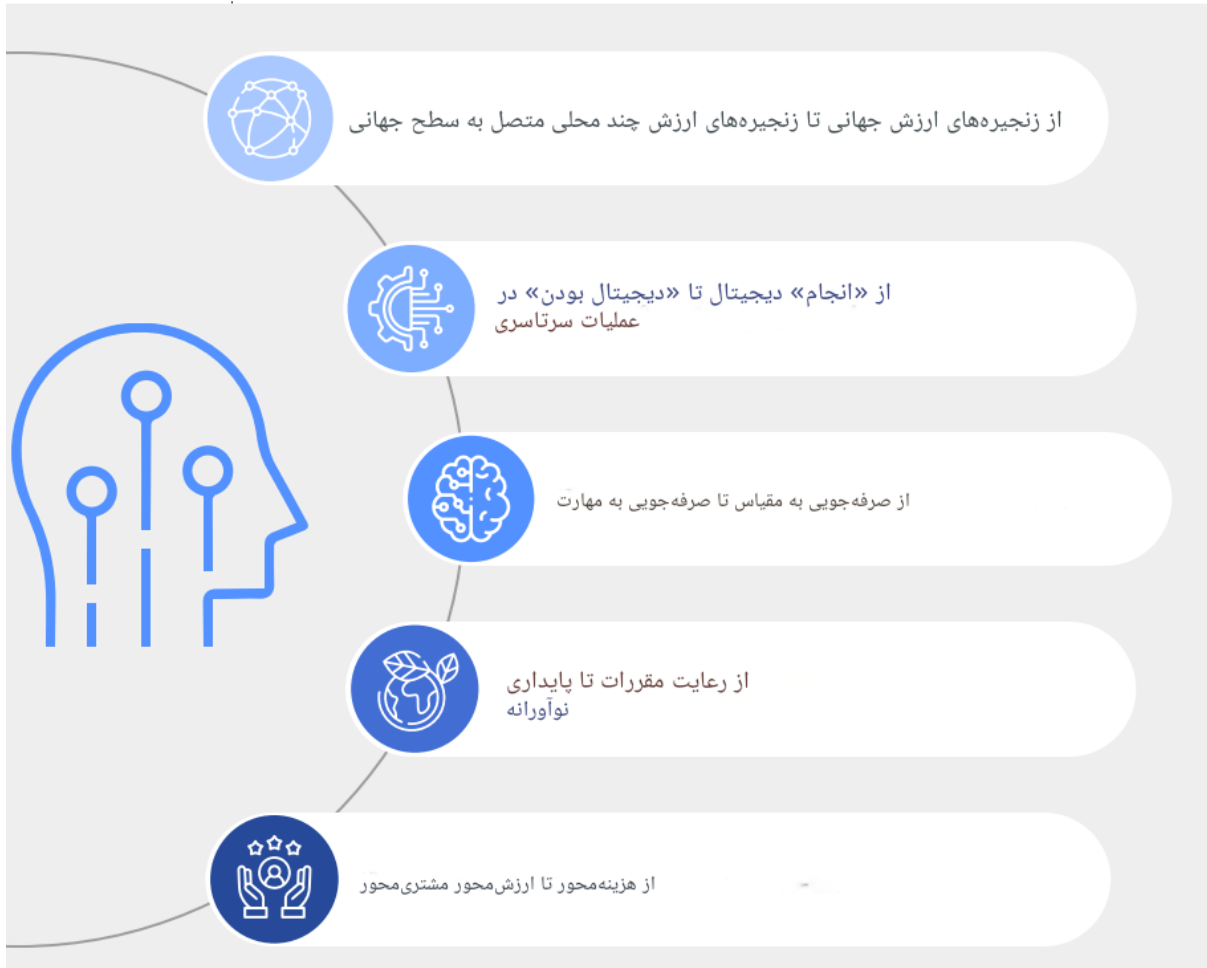 از زنجیره‌های ارزش جهانی تا زنجیره‌های ارزش چند محلی متصل به سطح جهانی
از «انجام» دیجیتال تا «دیجیتال بودن» در
عملیات سرتاسری
از صرفه‌جویی به مقیاس تا صرفه‌جویی به مهارت
از رعایت مقررات تا پایداری
نوآورانه
از هزینه‌محور تا ارزش‌محور مشتری‌محور